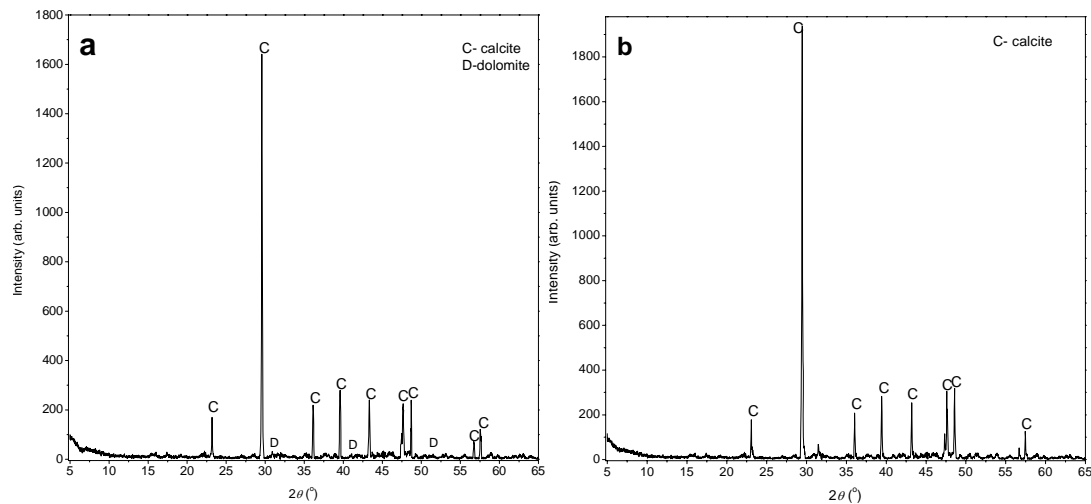 a
C- calcite
D-dolomite
Intensity (arb. units)
1800
1600
1400
1200
1000
800
600
400
200
0
C
C
C
C
C
C
C
C
C
D
D
D
5 10 15 20 25 30 35 40 45 50 55 60 65
2θ (°)
b
C- calcite
Intensity (arb. units)
1800
1600
1400
1200
1000
800
600
400
200
0
C
C
C
C
C
C
C
C
5 10 15 20 25 30 35 40 45 50 55 60 65
2θ (°)